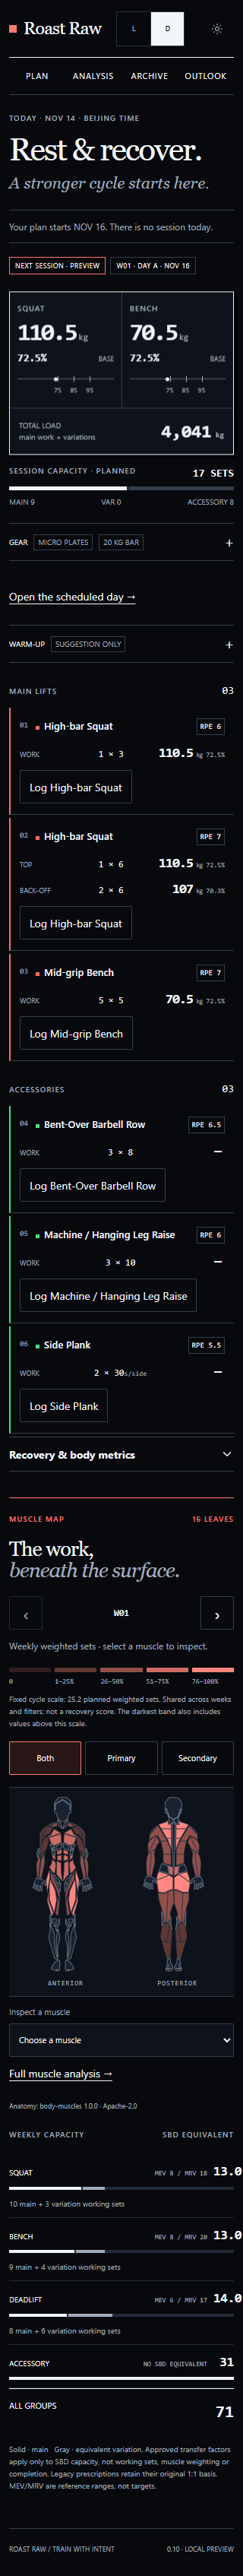 Roast Raw
L
D
PLAN
ANALYSIS
ARCHIVE
OUTLOOK
TODAY · NOV 14 · BEIJING TIME
Rest & recover.
A stronger cycle starts here.
Your plan starts NOV 16. There is no session today.
NEXT SESSION · PREVIEW
W01 · DAY A · NOV 16
SQUAT
110.5 kg
72.5% BASE
75 85 95
BENCH
70.5 kg
72.5% BASE
75 85 95
TOTAL LOAD
main work + variations
4,041 kg
SESSION CAPACITY · PLANNED
17 SETS
MAIN 9
VAR 0
ACCESSORY 8
GEAR
MICRO PLATES
20 KG BAR
+
Open the scheduled day →
WARM-UP
SUGGESTION ONLY
+
MAIN LIFTS
03
01 High-bar Squat RPE 6
WORK 1 × 3 110.5 kg 72.5%
Log High-bar Squat
02 High-bar Squat RPE 7
TOP 1 × 6 110.5 kg 72.5%
BACK-OFF 2 × 6 107 kg 70.3%
Log High-bar Squat
03 Mid-grip Bench RPE 7
WORK 5 × 5 70.5 kg 72.5%
Log Mid-grip Bench
ACCESSORIES
03
04 Bent-Over Barbell Row RPE 6.5
WORK 3 × 8 —
Log Bent-Over Barbell Row
05 Machine / Hanging Leg Raise RPE 6
WORK 3 × 10 —
Log Machine / Hanging Leg Raise
06 Side Plank RPE 5.5
WORK 2 × 30s/side —
Log Side Plank
Recovery & body metrics
MUSCLE MAP
16 LEAVES
The work,
beneath the surface.
‹
W01
›
Weekly weighted sets · select a muscle to inspect.
0 1–25% 26–50% 51–75% 76–100%
Fixed cycle scale: 25.2 planned weighted sets. Shared across weeks
and filters; not a recovery score. The darkest band also includes
values above this scale.
Both
Primary
Secondary
ANTERIOR
POSTERIOR
Inspect a muscle
Choose a muscle
Full muscle analysis →
Anatomy: body-muscles 1.0.0 · Apache-2.0
WEEKLY CAPACITY
SBD EQUIVALENT
SQUAT MEV 8 / MRV 18 13.0
10 main + 3 variation working sets
BENCH MEV 8 / MRV 20 13.0
9 main + 4 variation working sets
DEADLIFT MEV 6 / MRV 17 14.0
8 main + 6 variation working sets
ACCESSORY NO SBD EQUIVALENT 31
ALL GROUPS
71
Solid · main Gray · equivalent variation. Approved transfer factors
apply only to SBD capacity, not working sets, muscle weighting or
completion. Legacy prescriptions retain their original 1:1 basis.
MEV/MRV are reference ranges, not targets.
ROAST RAW / TRAIN WITH INTENT
0.10 · LOCAL PREVIEW